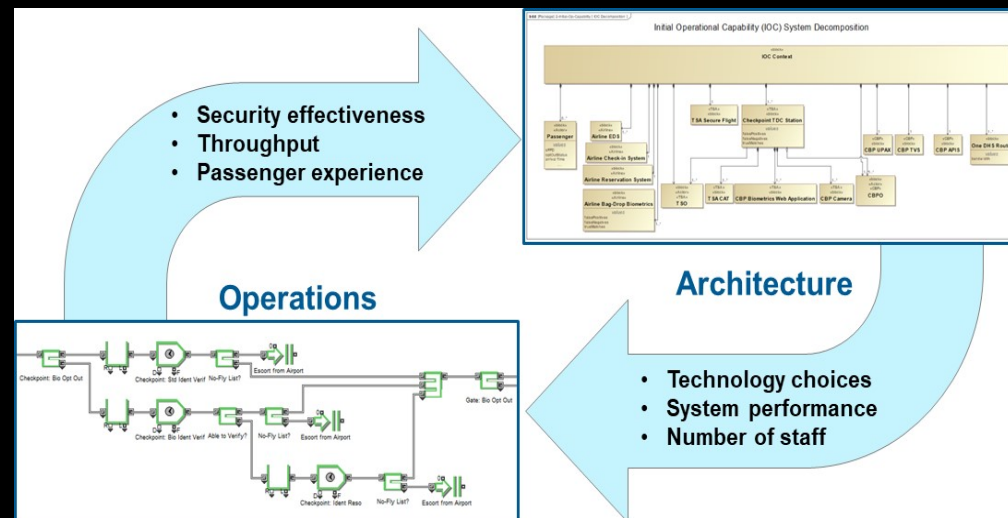 Initial Operational Capability (IOC) System Decomposition
IOC Context
• Security effectiveness
• Throughput
• Passenger experience
Passenger
Airline EDS
Airline Check-in System
Airline Reservation System
Airline Bag-Drop Biometrics
TSA Secure Flight
Checkpoint TDC Station
TSO
TSA CAT
CBP Biometrics Web Application
CBP Camera
CBPO
CBP UPAX
CBP TVS
CBP APIS
Operations
Architecture
Checkpoint: Bio Opt Out
Checkpoint: Std Ident Verif
No-Fly List?
Escort from Airport
Checkpoint: Bio Ident Verif
Able to Verify?
No-Fly List?
Escort from Airport
Checkpoint: Ident Reso
No-Fly List?
Escort from Airport
Gate: Bio Opt Out
• Technology choices
• System performance
• Number of staff